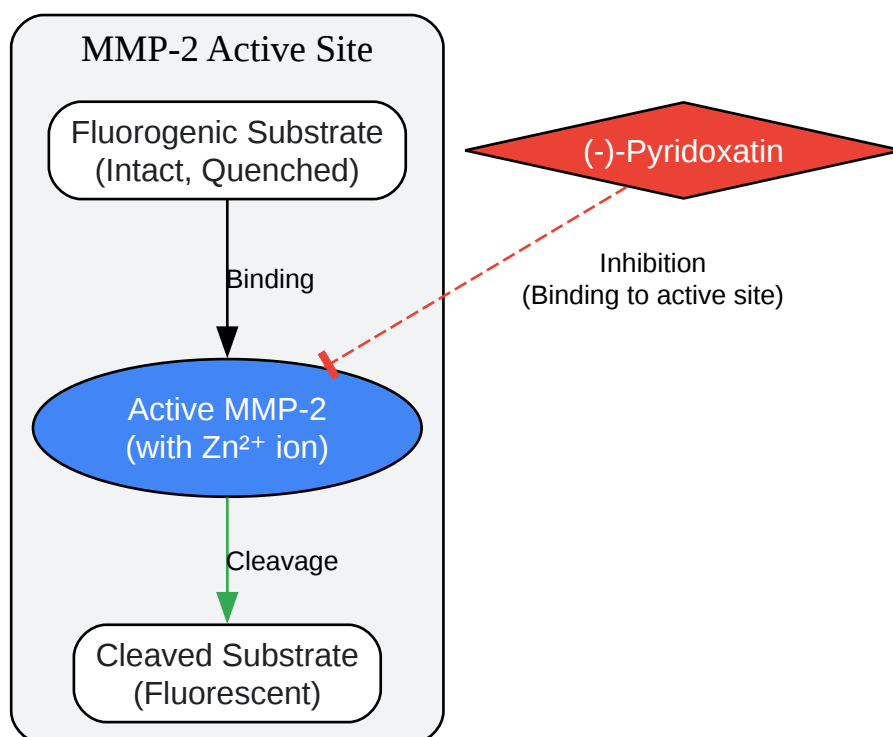 MMP-2 Active Site
Fluorogenic Substrate
(Intact, Quenched)
(-)-Pyridoxatin
Binding
Inhibition
(Binding to active site)
Active MMP-2
(with Zn²⁺ ion)
Cleavage
Cleaved Substrate
(Fluorescent)